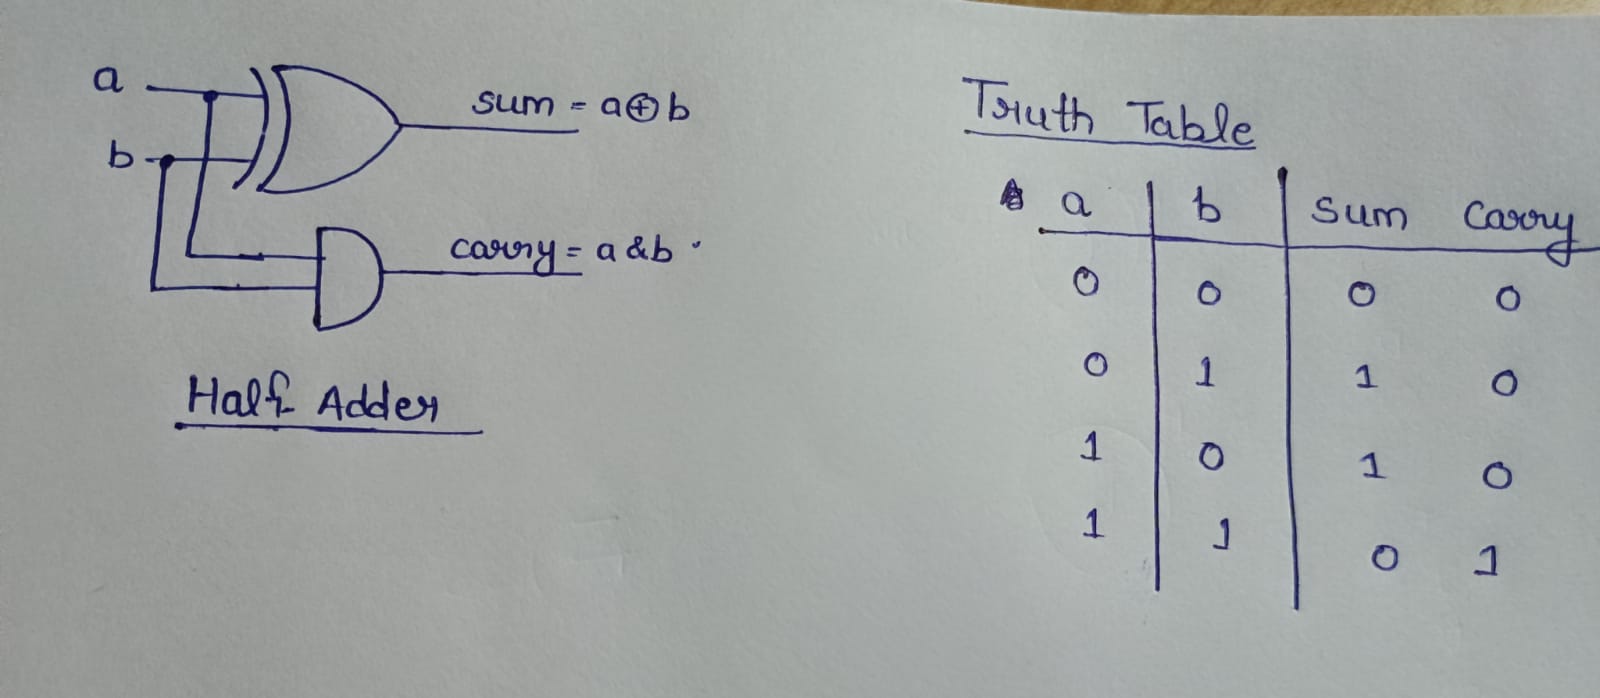 a
b
sum = a⊕b
carry = a &b
Half Adder
Truth Table
a b sum carry
0 0 0 0
0 1 1 0
1 0 1 0
1 1 0 1